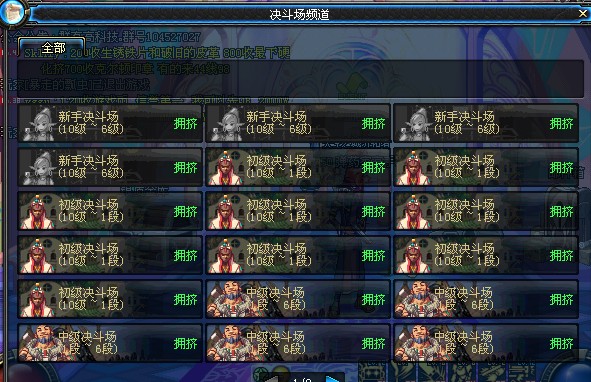 决斗场频道
全部
新手决斗场 新手决斗场 新手决斗场
(10级 ~ 6级) 拥挤 (10级 ~ 6级) 拥挤 (10级 ~ 6级) 拥挤
新手决斗场 初级决斗场 初级决斗场
(10级 ~ 6级) 拥挤 (10级 ~ 1段) 拥挤 (10级 ~ 1段) 拥挤
初级决斗场 初级决斗场 初级决斗场
(10级 ~ 1段) 拥挤 (10级 ~ 1段) 拥挤 (10级 ~ 1段) 拥挤
初级决斗场 初级决斗场 初级决斗场
(10级 ~ 1段) 拥挤 (10级 ~ 1段) 拥挤 (10级 ~ 1段) 拥挤
初级决斗场 中级决斗场 中级决斗场
(10级 ~ 1段) 拥挤 段 ~ 6段) 拥挤 段 ~ 6段) 拥挤
中级决斗场 中级决斗场 中级决斗场
段 ~ 6段) 拥挤 段 ~ 6段) 拥挤 段 ~ 6段) 拥挤